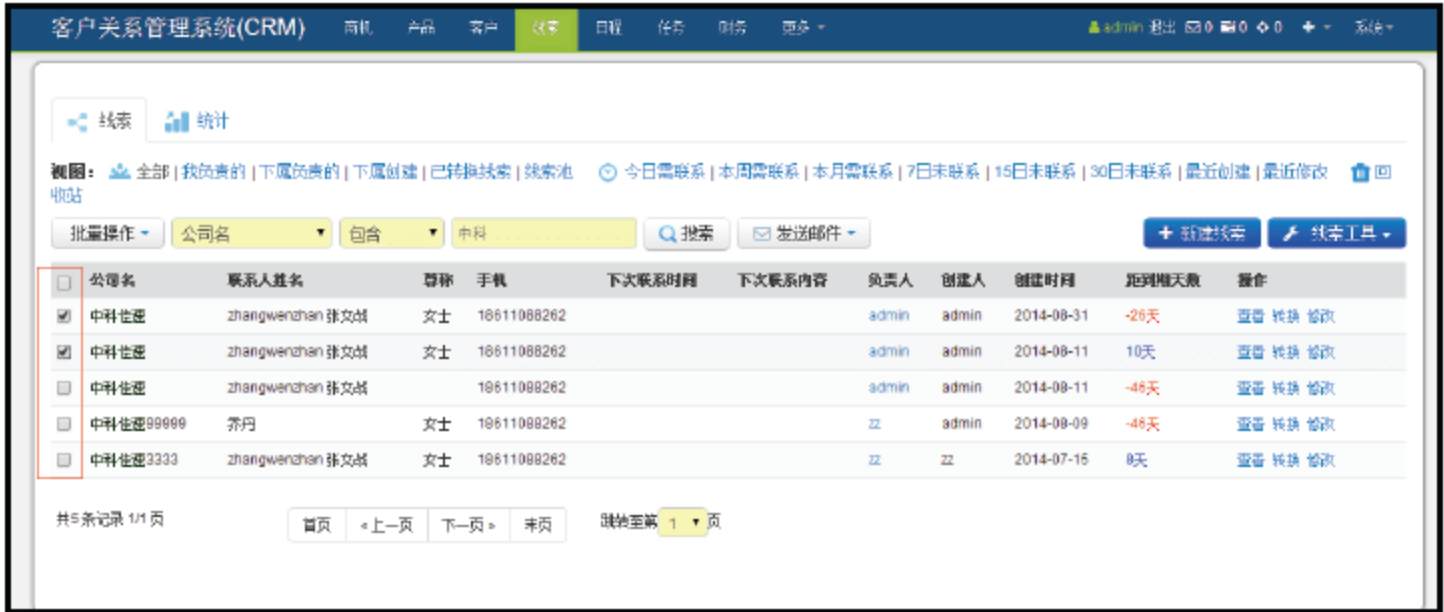 客户关系管理系统(CRM) 商机 产品 客户 线索 日程 任务 财务 更多 admin 退出 0 0 0 系统
线索 统计
视图： 全部 | 我负责的 | 下属负责的 | 下属创建 | 已转换线索 | 线索池 今日需联系 | 本周需联系 | 本月需联系 | 7日未联系 | 15日未联系 | 30日未联系 | 最近创建 | 最近修改 回
收站
批量操作 公司名 包含 中科 搜索 发送邮件 + 新建线索 线索工具
公司名 联系人姓名 尊称 手机 下次联系时间 下次联系内容 负责人 创建人 创建时间 距到期天数 操作
中科佳速 zhangwenzhan 张文战 女士 18611088262 admin admin 2014-08-31 -26天 查看 转换 修改
中科佳速 zhangwenzhan 张文战 女士 18611088262 admin admin 2014-08-11 10天 查看 转换 修改
中科佳速 zhangwenzhan 张文战 18611088262 admin admin 2014-08-11 -46天 查看 转换 修改
中科佳速99999 乔丹 女士 18611088262 zz admin 2014-08-09 -46天 查看 转换 修改
中科佳速3333 zhangwenzhan 张文战 女士 18611088262 zz zz 2014-07-15 8天 查看 转换 修改
共5 条记录 1/1 页 首页 « 上一页 下一页 » 末页 跳转至第 1 页